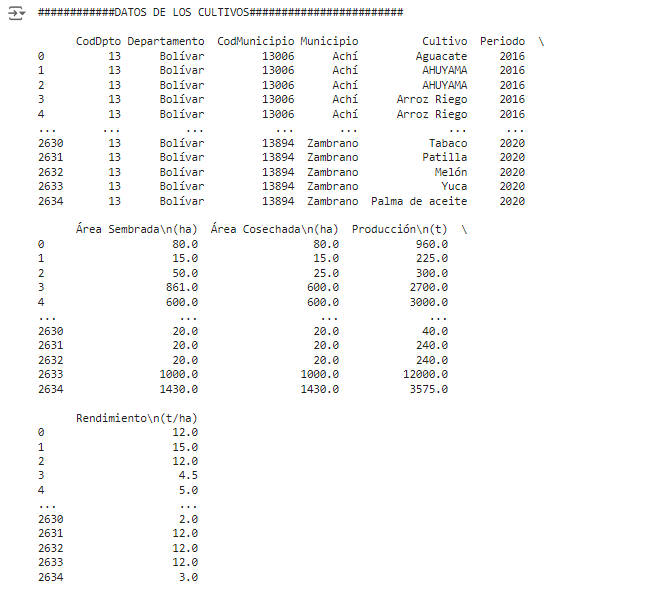 ############DATOS DE LOS CULTIVOS########################
CodDpto Departamento CodMunicipio Municipio Cultivo Periodo \
0 13 Bolívar 13006 Achí Aguacate 2016
1 13 Bolívar 13006 Achí AHUYAMA 2016
2 13 Bolívar 13006 Achí AHUYAMA 2016
3 13 Bolívar 13006 Achí Arroz Riego 2016
4 13 Bolívar 13006 Achí Arroz Riego 2016
... ... ... ... ... ... ...
2630 13 Bolívar 13894 Zambrano Tabaco 2020
2631 13 Bolívar 13894 Zambrano Patilla 2020
2632 13 Bolívar 13894 Zambrano Melón 2020
2633 13 Bolívar 13894 Zambrano Yuca 2020
2634 13 Bolívar 13894 Zambrano Palma de aceite 2020
Área Sembrada\n(ha) Área Cosechada\n(ha) Producción\n(t) \
0 80.0 80.0 960.0
1 15.0 15.0 225.0
2 50.0 25.0 300.0
3 861.0 600.0 2700.0
4 600.0 600.0 3000.0
... ... ... ...
2630 20.0 20.0 40.0
2631 20.0 20.0 240.0
2632 20.0 20.0 240.0
2633 1000.0 1000.0 12000.0
2634 1430.0 1430.0 3575.0
Rendimiento\n(t/ha)
0 12.0
1 15.0
2 12.0
3 4.5
4 5.0
... ...
2630 2.0
2631 12.0
2632 12.0
2633 12.0
2634 3.0